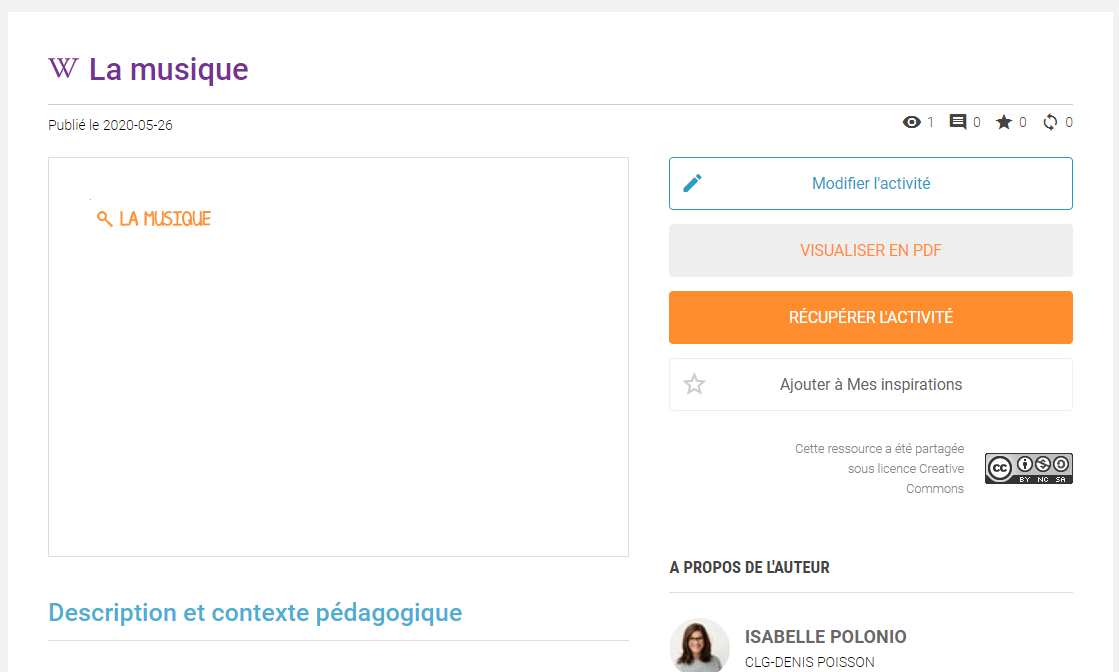 W La musique
Publié le 2020-05-26
1 0 0 0
LA MUSIQUE
Modifier l'activité
VISUALISER EN PDF
RÉCUPÉRER L'ACTIVITÉ
Ajouter à Mes inspirations
Cette ressource a été partagée
sous licence Creative
Commons
cc BY NC SA
Description et contexte pédagogique
A PROPOS DE L'AUTEUR
ISABELLE POLONIO
CLG-DENIS POISSON